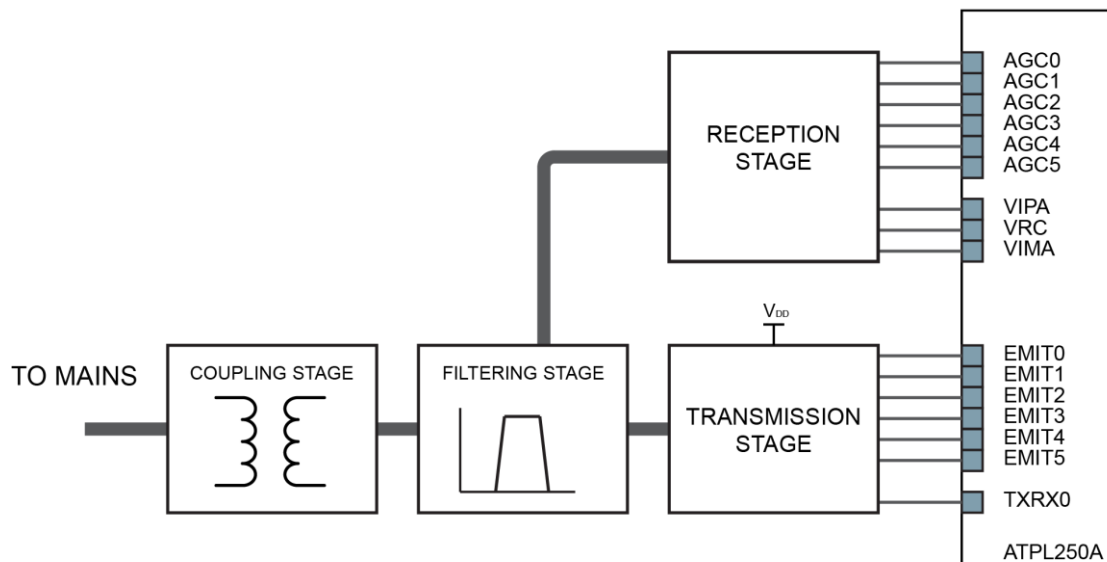 AGC0
AGC1
AGC2
AGC3
AGC4
AGC5
RECEPTION
STAGE
VIPA
VRC
VIMA
VDD
TO MAINS
COUPLING STAGE
FILTERING STAGE
TRANSMISSION
STAGE
EMIT0
EMIT1
EMIT2
EMIT3
EMIT4
EMIT5
TXRX0
ATPL250A